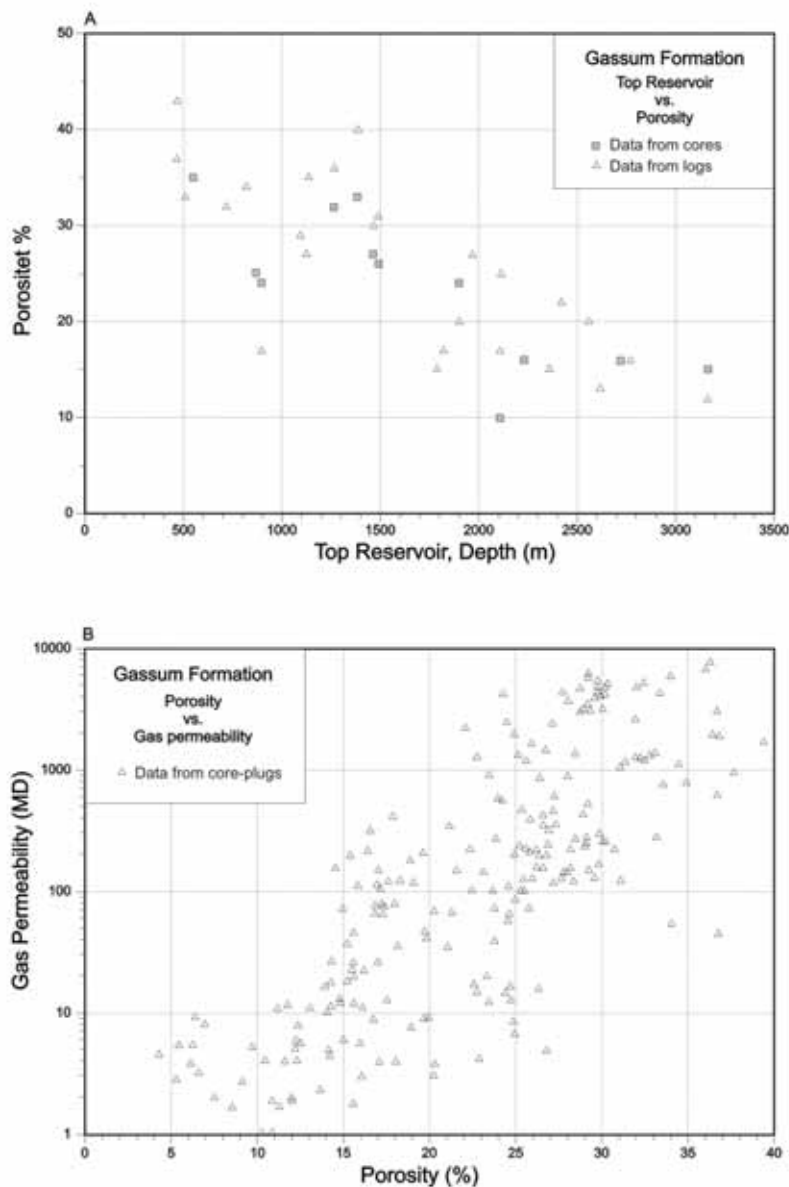 A
50
40
30
20
10
0
Porositet %
Gassum Formation
Top Reservoir
vs.
Porosity
Data from cores
Data from logs
0 500 1000 1500 2000 2500 3000 3500
Top Reservoir, Depth (m)
B
10000
1000
100
10
1
Gas Permeability (MD)
Gassum Formation
Porosity
vs.
Gas permeability
Data from core-plugs
0 5 10 15 20 25 30 35 40
Porosity (%)